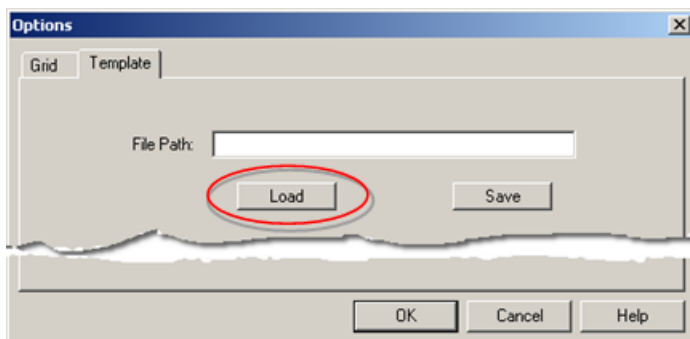 Options
Grid Template
File Path:
Load Save
OK Cancel Help